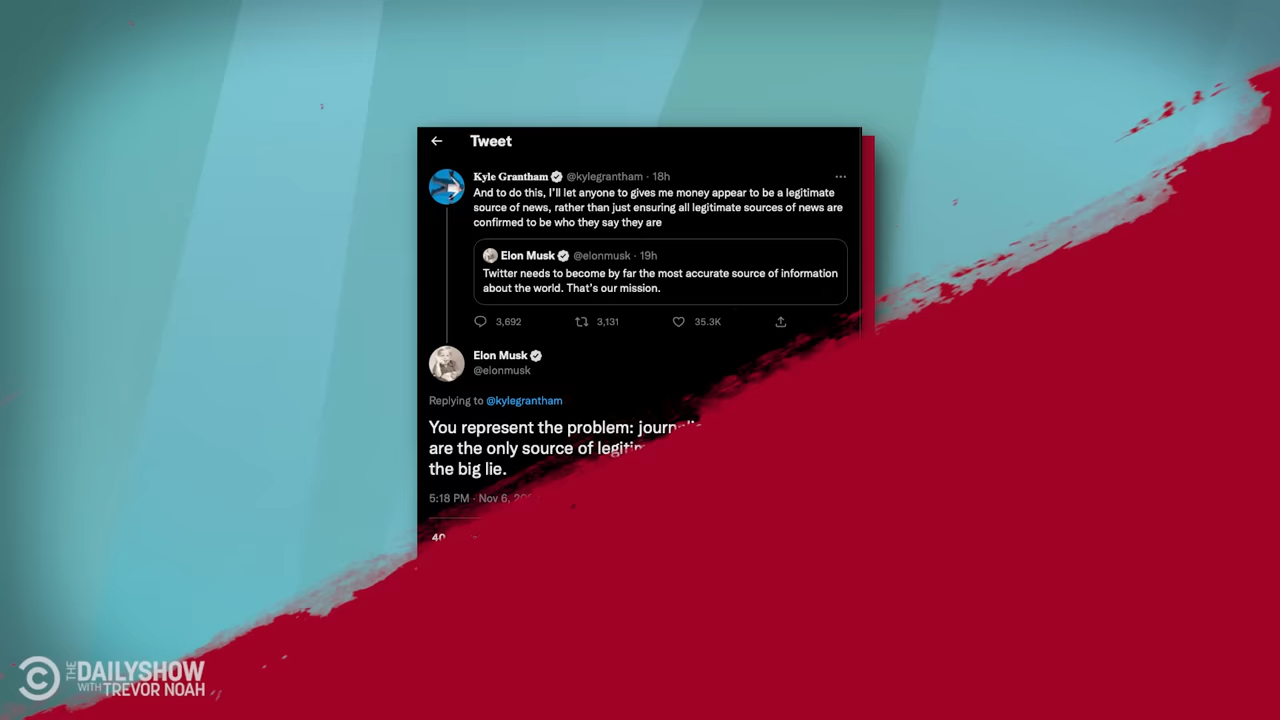 Tweet
Kyle Grantham @kylegrantham · 18h
And to do this, I'll let anyone to gives me money appear to be a legitimate
source of news, rather than just ensuring all legitimate sources of news are
confirmed to be who they say they are
Elon Musk @elonmusk · 19h
Twitter needs to become by far the most accurate source of information
about the world. That's our mission.
3,692 3,131 35.3K
Elon Musk
@elonmusk
Replying to @kylegrantham
You represent the problem:
are the only source of
the big lie.
5:18 PM · Nov 6,
THE DAILYSHOW
WITH TREVOR NOAH